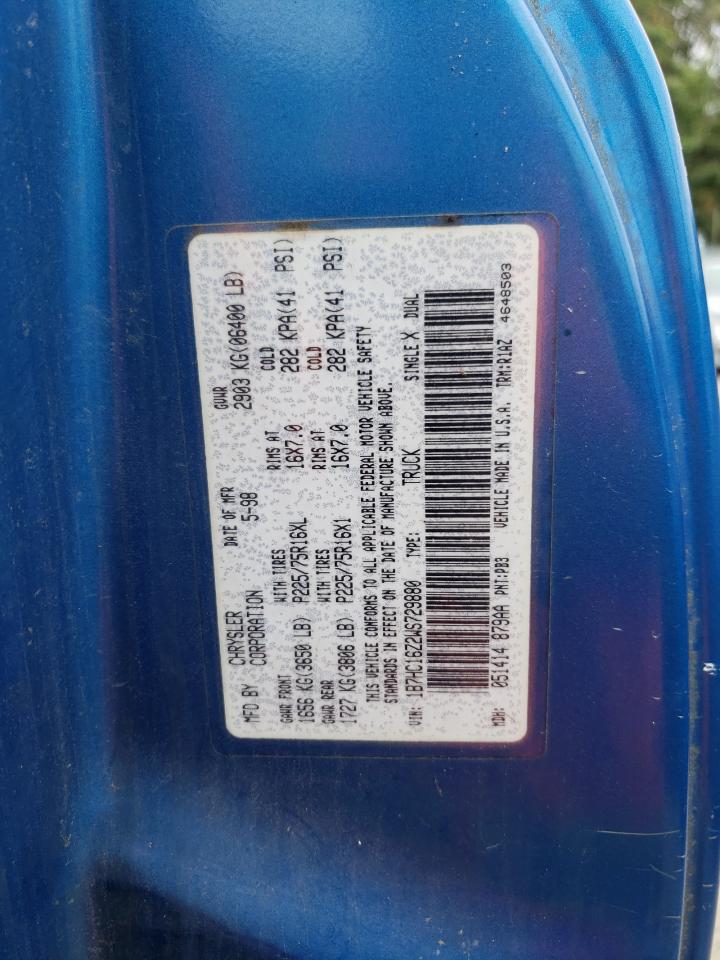 MFD BY CHRYSLER CORPORATION DATE OF MFR 5-98 GVWR 2903 KG(06400 LB)
GAWR FRONT WITH TIRES RIMS AT COLD
1656 KG(3650 LB) P225/75R16XL 16X7.0 282 KPA(41 PSI)
GAWR REAR WITH TIRES RIMS AT COLD
1727 KG(3806 LB) P225/75R16X1 16X7.0 282 KPA(41 PSI)
THIS VEHICLE CONFORMS TO ALL APPLICABLE FEDERAL MOTOR VEHICLE SAFETY
STANDARDS IN EFFECT ON THE DATE OF MANUFACTURE SHOWN ABOVE.
VIN: 1B7HC16Z2WS729880 TYPE: TRUCK SINGLE X DUAL
MDH: 051414 879AA PNT:PB3 VEHICLE MADE IN U.S.A. TRM:R1AZ 4648503